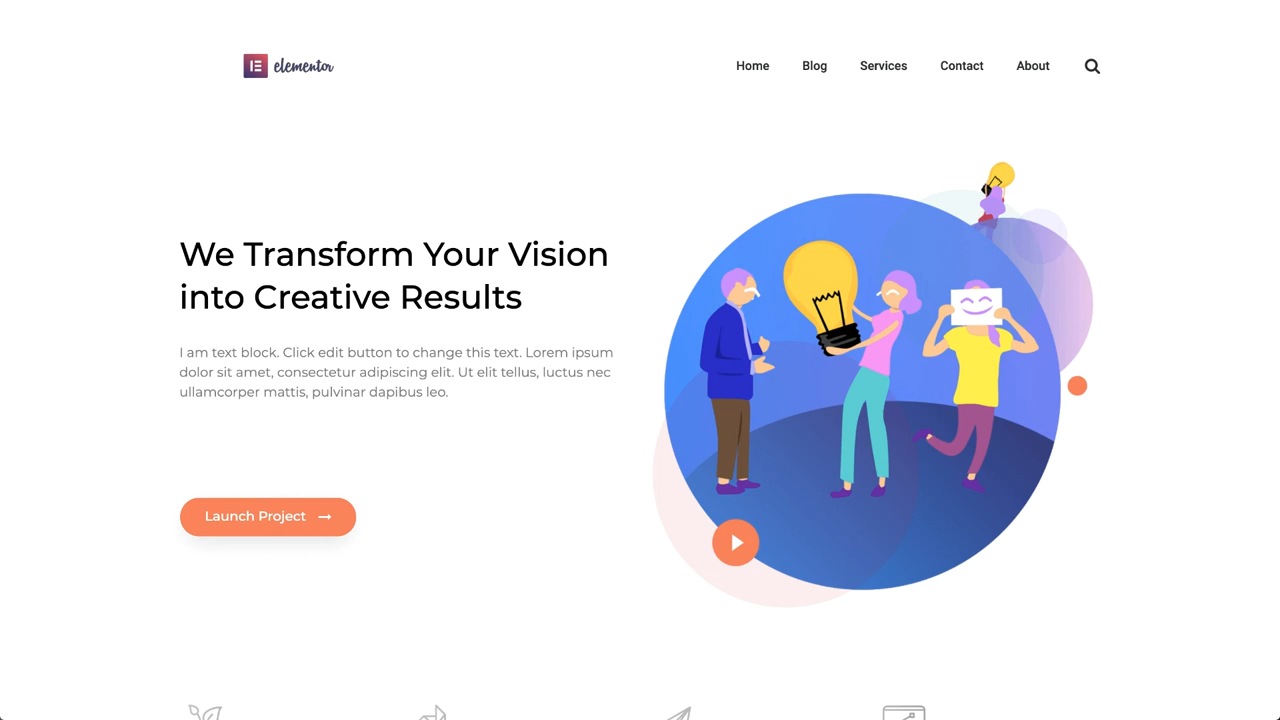 elementor
Home Blog Services Contact About
We Transform Your Vision
into Creative Results
I am text block. Click edit button to change this text. Lorem ipsum
dolor sit amet, consectetur adipiscing elit. Ut elit tellus, luctus nec
ullamcorper mattis, pulvinar dapibus leo.
Launch Project